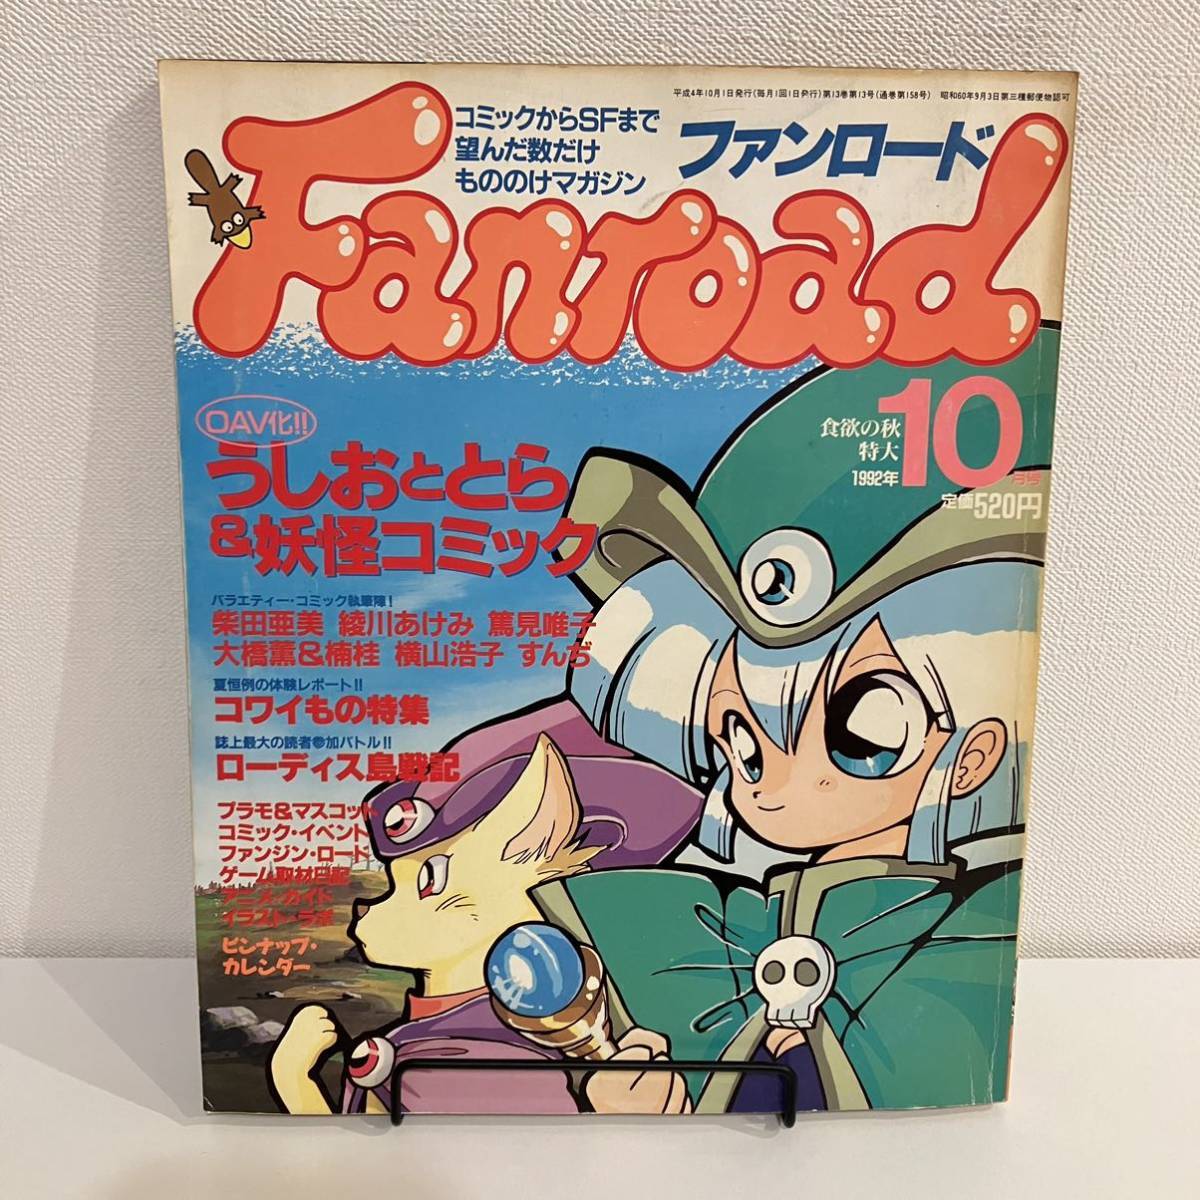 平成4年10月1日発行(毎月1回1日発行)第13巻第13号(通巻第158号) 昭和60年9月3日第三種郵便物認可
コミックからSFまで
望んだ数だけ
もののけマガジン
ファンロード
Fanroad
食欲の秋
特大
1992年
10月号
定価520円
OAV化!!
うしおととら
&妖怪コミック
バラエティー・コミック執筆陣!
柴田亜美 綾川あけみ 篤見唯子
大橋薫&楠桂 横山浩子 すんぢ
夏恒例の体験レポート!!
コワイもの特集
誌上最大の読者参加バトル!!
ローディス島戦記
プラモ&マスコット
コミック・イベント
ファンジン・ロード
ゲーム取材日記
アニメ・ガイド
イラスト・ラボ
ピンナップ・
カレンダー